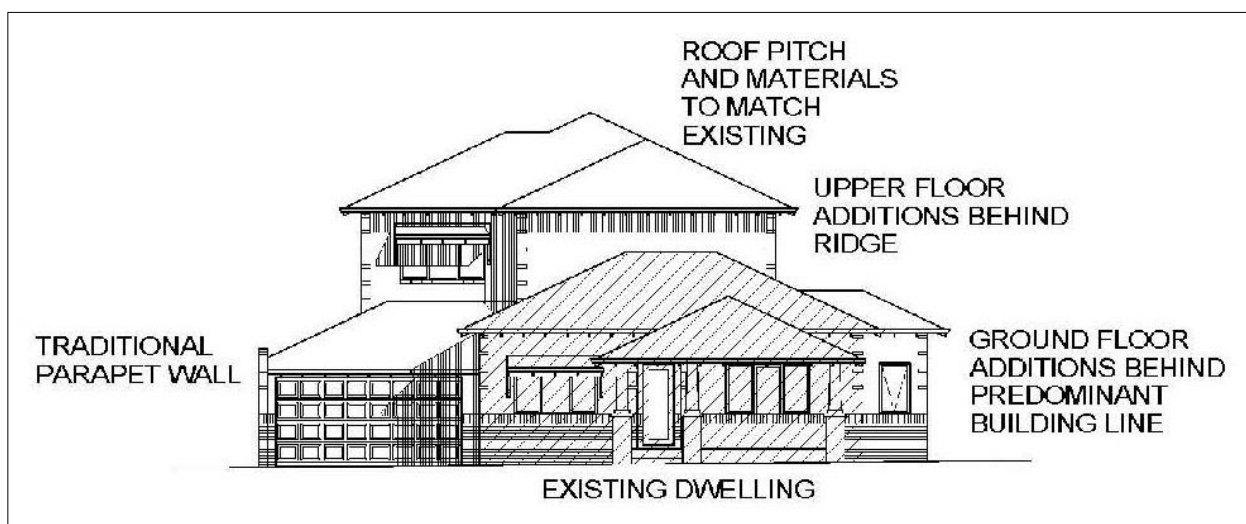 ROOF PITCH
AND MATERIALS
TO MATCH
EXISTING
UPPER FLOOR
ADDITIONS BEHIND
RIDGE
TRADITIONAL
PARAPET WALL
GROUND FLOOR
ADDITIONS BEHIND
PREDOMINANT
BUILDING LINE
EXISTING DWELLING